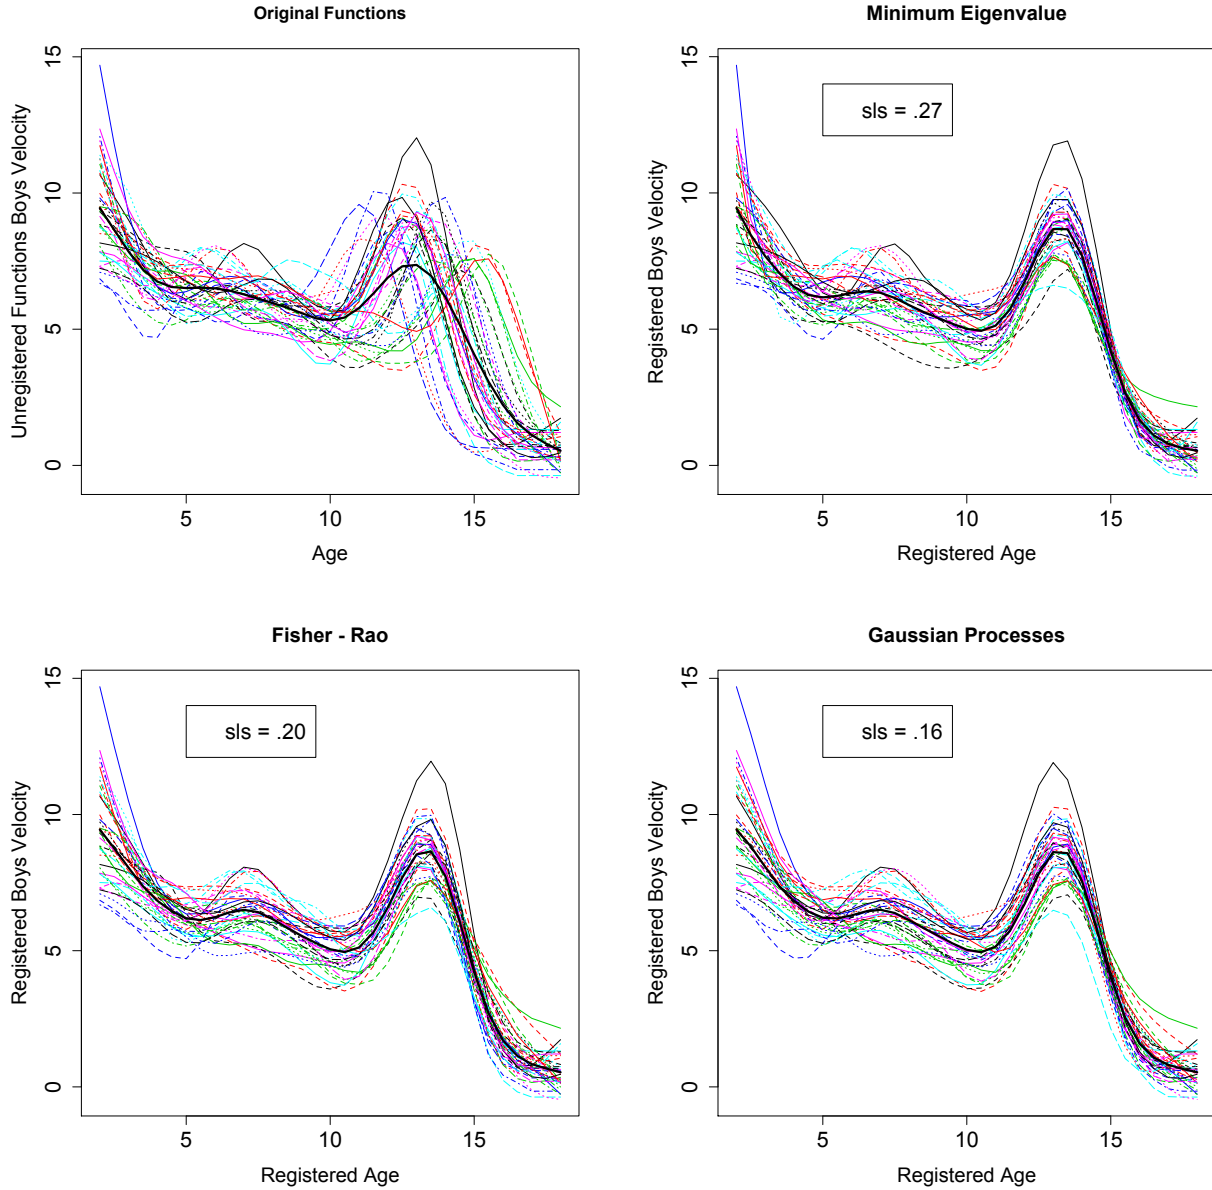 Original Functions
Unregistered Functions Boys Velocity
15
10
5
0
5
10
15
Age
Minimum Eigenvalue
Registered Boys Velocity
15
10
5
0
sls = .27
5
10
15
Registered Age
Fisher - Rao
Registered Boys Velocity
15
10
5
0
sls = .20
5
10
15
Registered Age
Gaussian Processes
Registered Boys Velocity
15
10
5
0
sls = .16
5
10
15
Registered Age